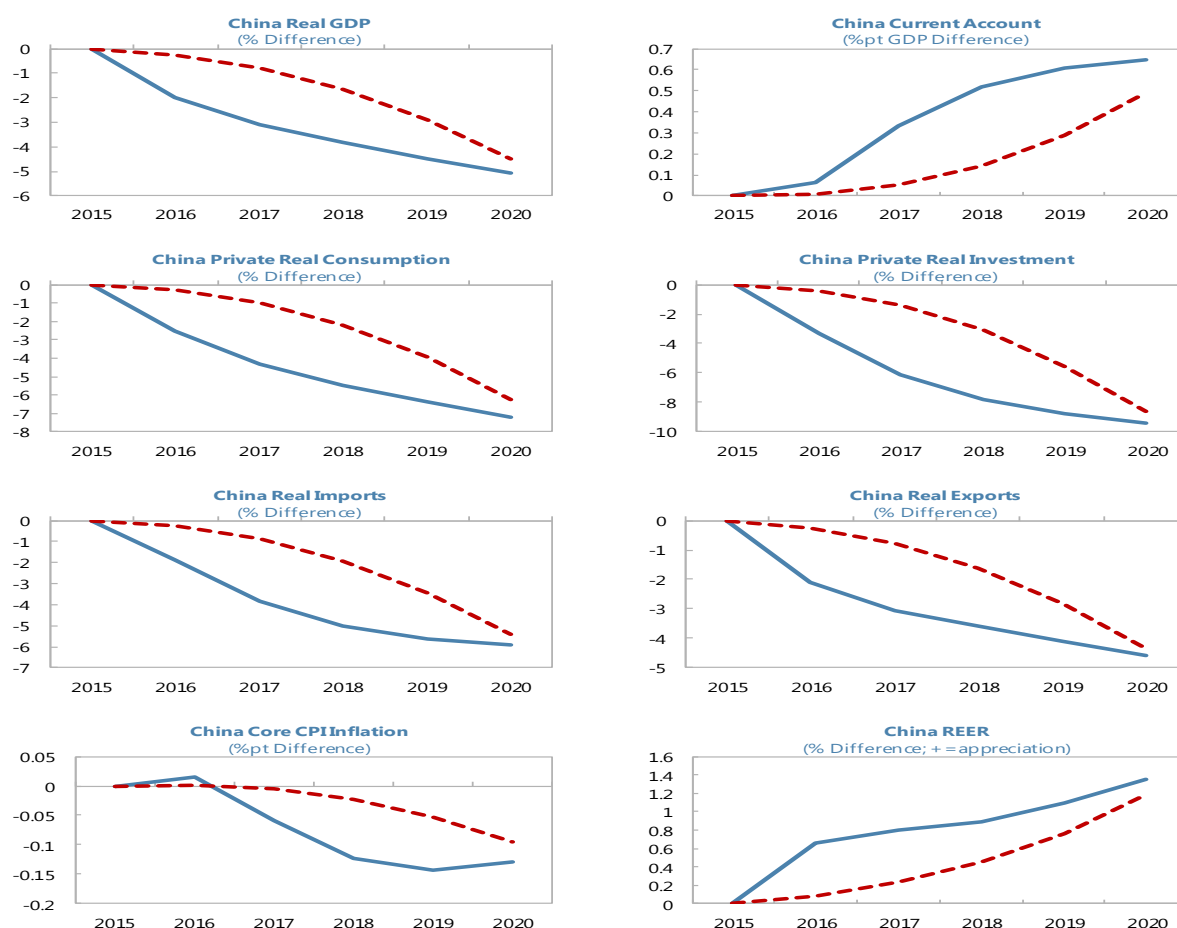 China Real GDP
(% Difference)
0
-1
-2
-3
-4
-5
-6
2015 2016 2017 2018 2019 2020
China Current Account
(%pt GDP Difference)
0.7
0.6
0.5
0.4
0.3
0.2
0.1
0
2015 2016 2017 2018 2019 2020
China Private Real Consumption
(% Difference)
0
-1
-2
-3
-4
-5
-6
-7
-8
2015 2016 2017 2018 2019 2020
China Private Real Investment
(% Difference)
0
-2
-4
-6
-8
-10
2015 2016 2017 2018 2019 2020
China Real Imports
(% Difference)
0
-1
-2
-3
-4
-5
-6
-7
2015 2016 2017 2018 2019 2020
China Real Exports
(% Difference)
0
-1
-2
-3
-4
-5
2015 2016 2017 2018 2019 2020
China Core CPI Inflation
(%pt Difference)
0.05
0
-0.05
-0.1
-0.15
-0.2
2015 2016 2017 2018 2019 2020
China REER
(% Difference; + =appreciation)
1.6
1.4
1.2
1
0.8
0.6
0.4
0.2
0
2015 2016 2017 2018 2019 2020